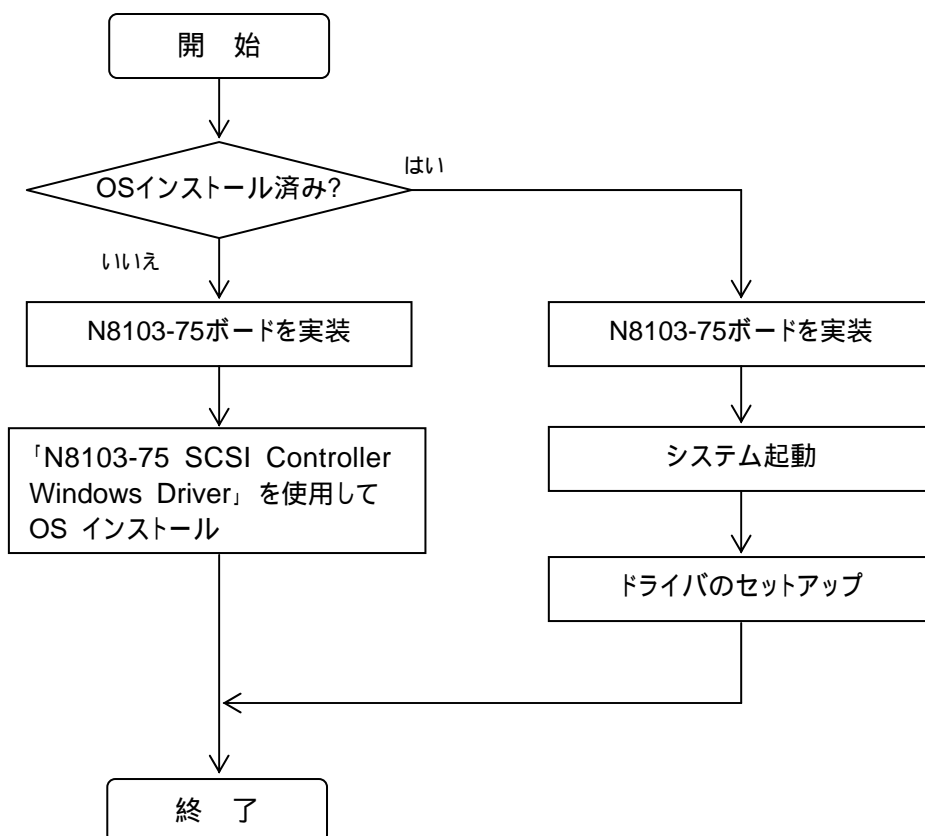 開　始
OSインストール済み?
はい
いいえ
N8103-75ボードを実装
N8103-75ボードを実装
「N8103-75 SCSI Controller
Windows Driver」を使用して
OS インストール
システム起動
ドライバのセットアップ
終　了